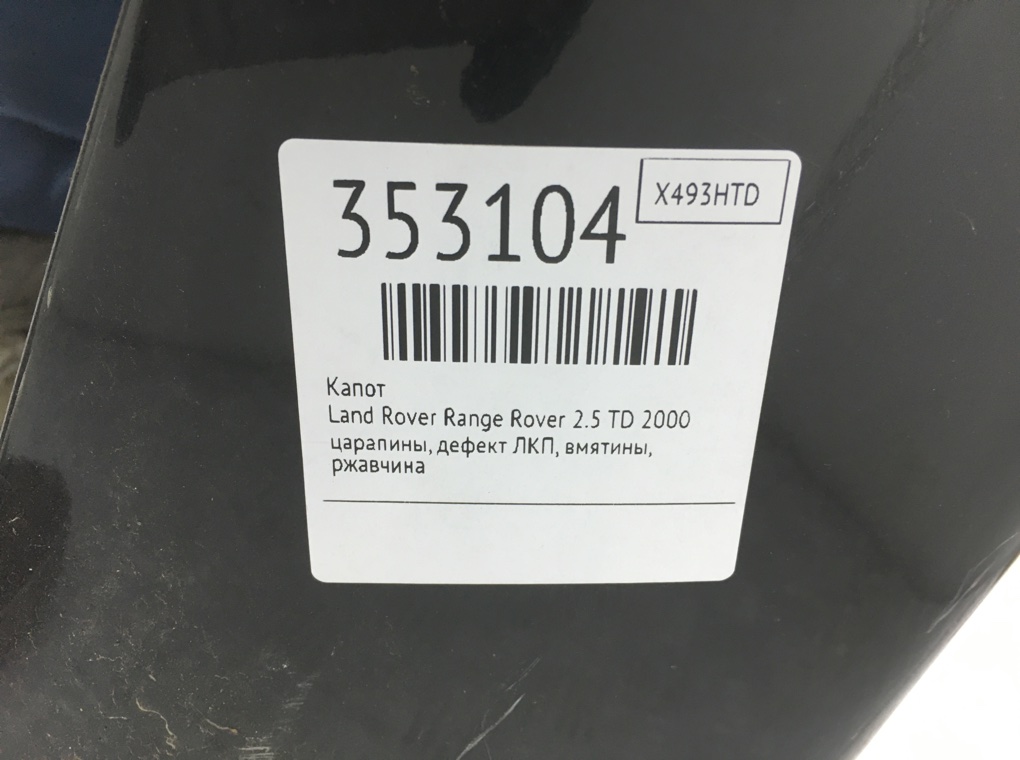 353104
X493HTD
Капот
Land Rover Range Rover 2.5 TD 2000
царапины, дефект ЛКП, вмятины,
ржавчина